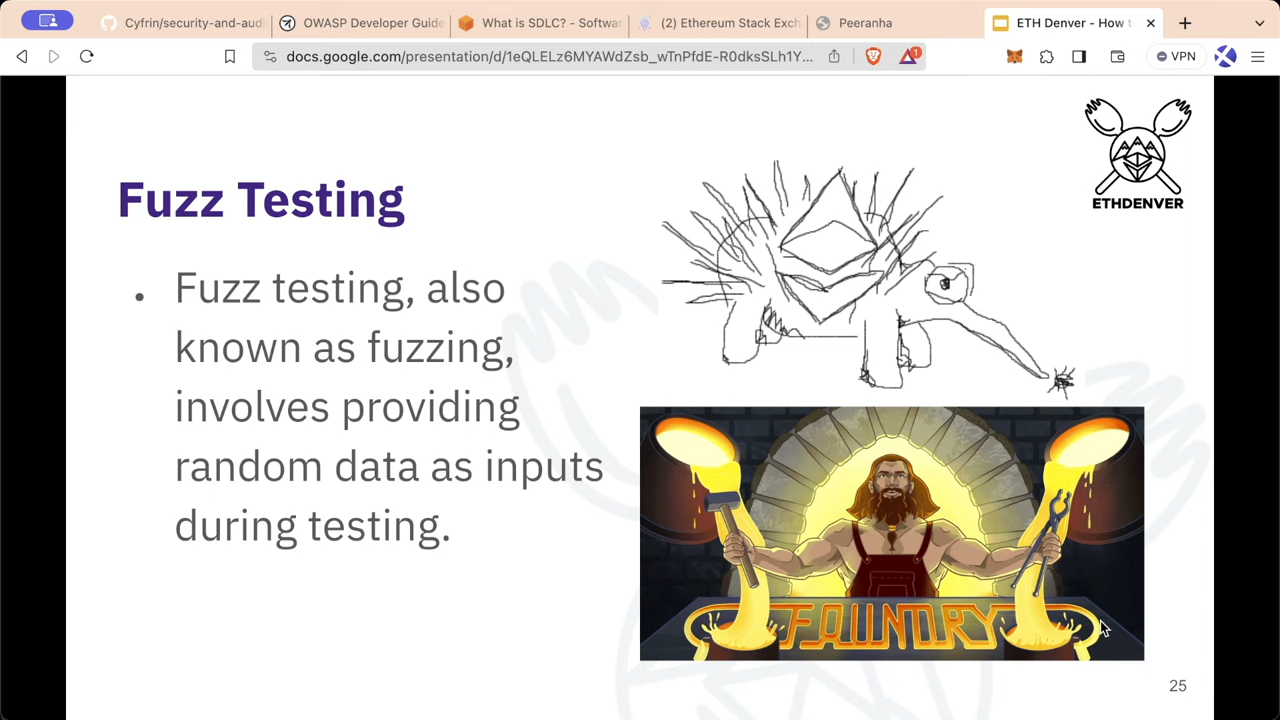 Cyfrin/security-and-audi
OWASP Developer Guide
What is SDLC? - Softwar
(2) Ethereum Stack Exch
Peeranha
ETH Denver - How t
docs.google.com/presentation/d/1eQLELz6MYAWdZsb_wTnPfdE-R0dksSLh1Y...
1
VPN
ETHDENVER
Fuzz Testing
Fuzz testing, also
known as fuzzing,
involves providing
random data as inputs
during testing.
FOUNDRY
25